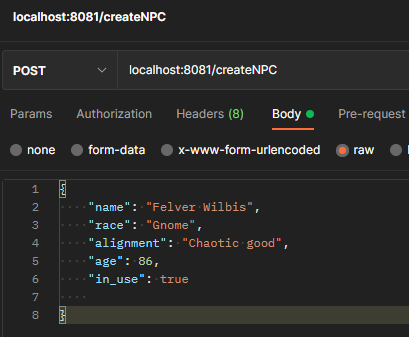 localhost:8081/createNPC
POST localhost:8081/createNPC
Params Authorization Headers (8) Body Pre-request
none form-data x-www-form-urlencoded raw
1 {
2 "name": "Felver Wilbis",
3 "race": "Gnome",
4 "alignment": "Chaotic good",
5 "age": 86,
6 "in_use": true
7
8 }